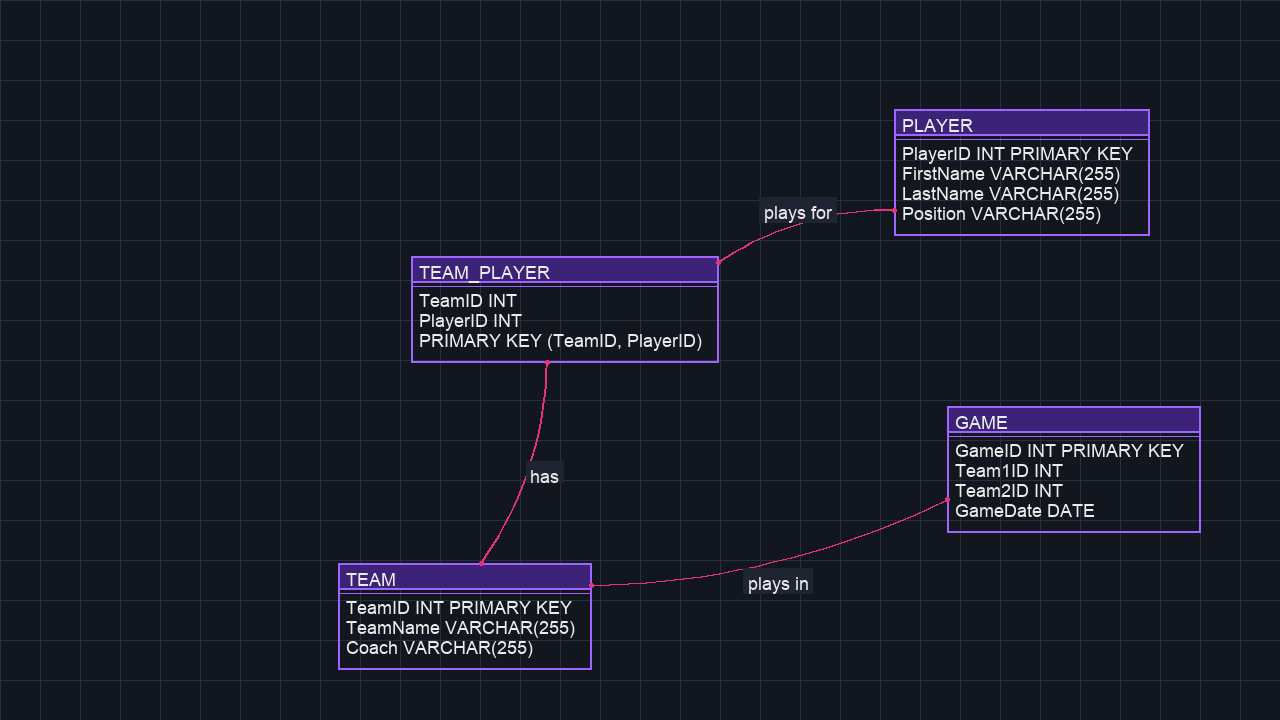 PLAYER
PlayerID INT PRIMARY KEY
FirstName VARCHAR(255)
LastName VARCHAR(255)
Position VARCHAR(255)
plays for
TEAM_PLAYER
TeamID INT
PlayerID INT
PRIMARY KEY (TeamID, PlayerID)
GAME
GameID INT PRIMARY KEY
Team1ID INT
Team2ID INT
GameDate DATE
has
plays in
TEAM
TeamID INT PRIMARY KEY
TeamName VARCHAR(255)
Coach VARCHAR(255)